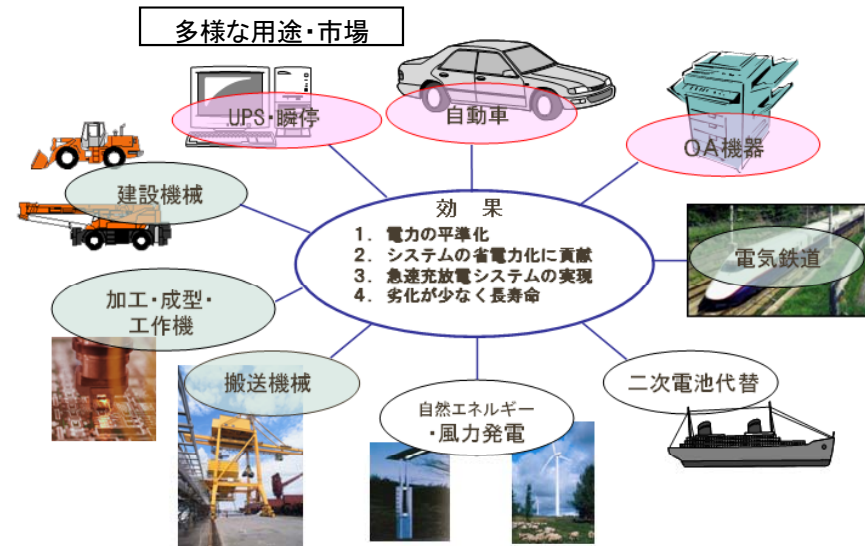 多様な用途・市場
UPS・瞬停
自動車
OA機器
建設機械
効 果
1. 電力の平準化
2. システムの省電力化に貢献
3. 急速充放電システムの実現
4. 劣化が少なく長寿命
電気鉄道
加工・成型・
工作機
搬送機械
自然エネルギー
・風力発電
二次電池代替